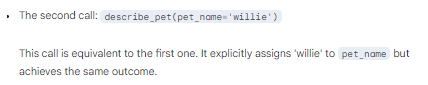 • The second call: describe_pet(pet_name='willie')
This call is equivalent to the first one. It explicitly assigns 'willie' to pet_name but
achieves the same outcome.